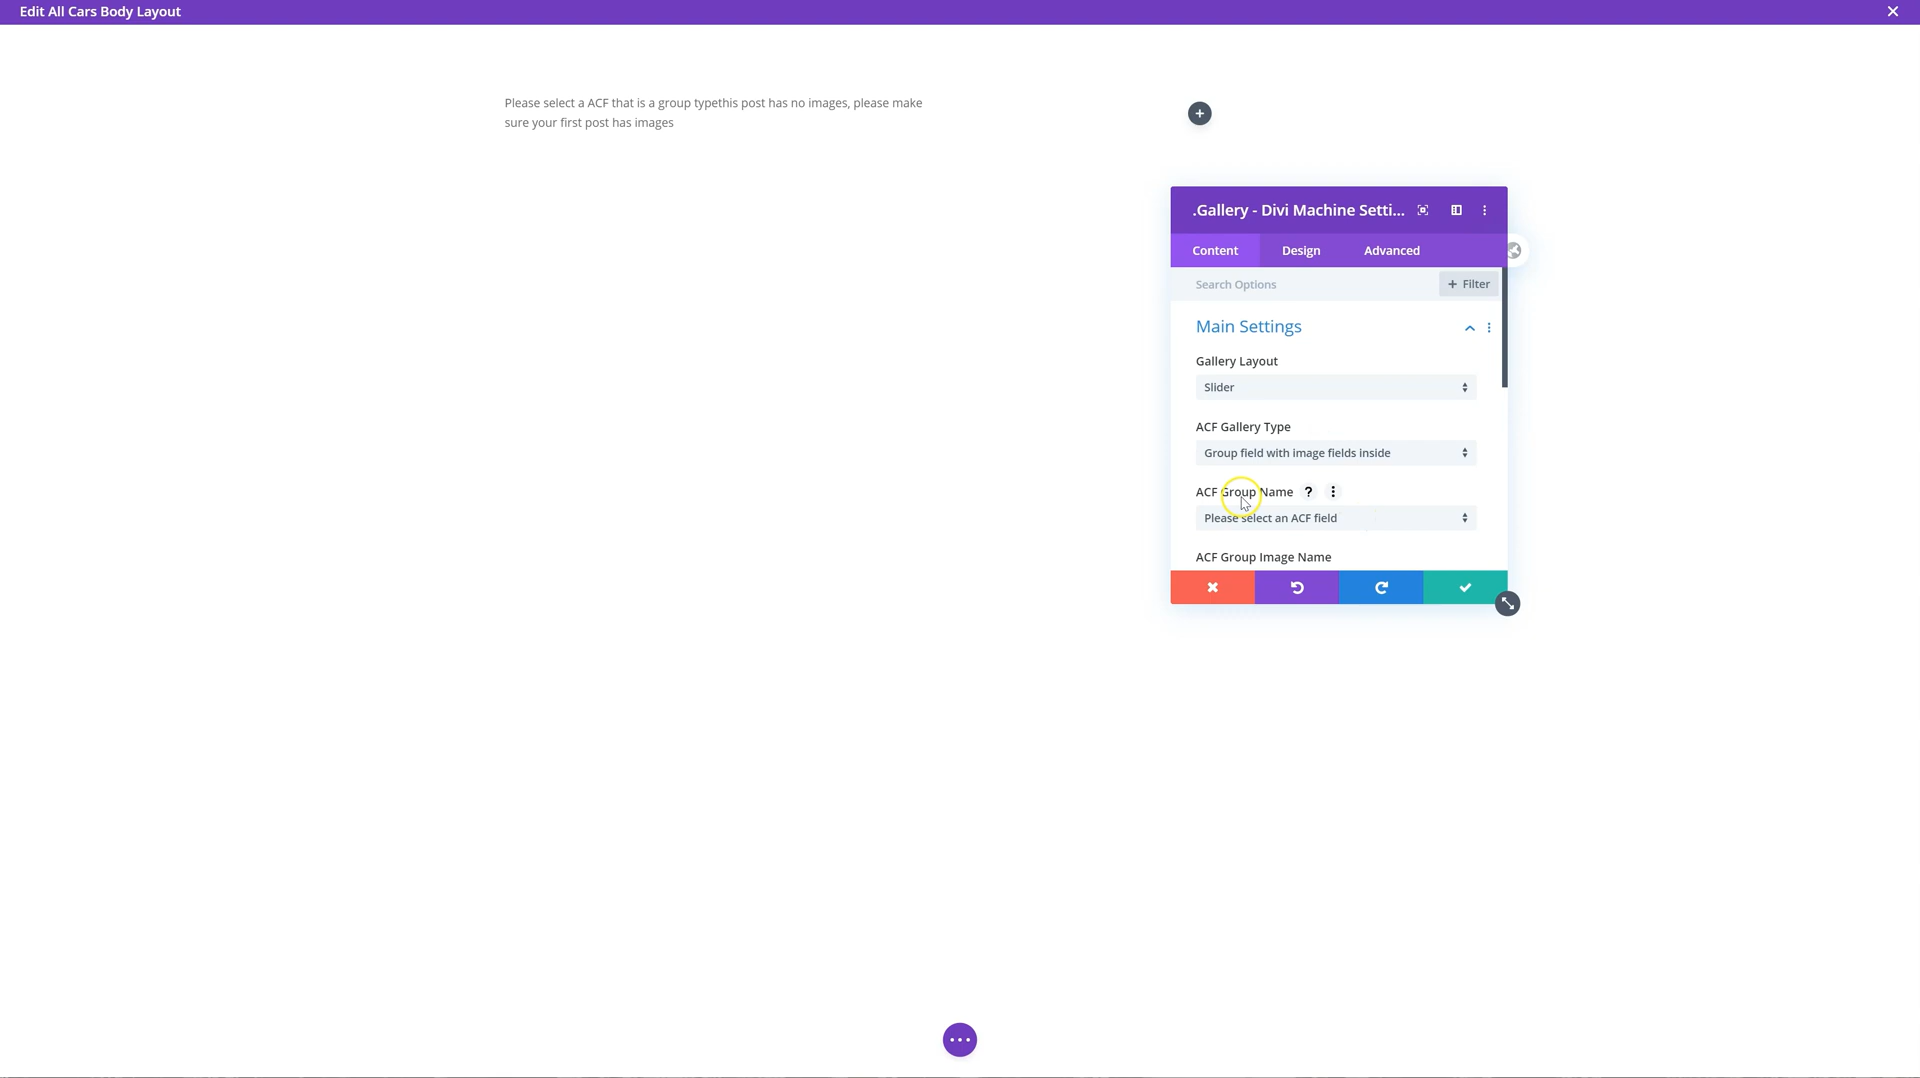 Edit All Cars Body Layout
Please select a ACF that is a group typethis post has no images, please make
sure your first post has images
.Gallery - Divi Machine Setti...
Content
Design
Advanced
Search Options
+ Filter
Main Settings
Gallery Layout
Slider
ACF Gallery Type
Group field with image fields inside
ACF Group Name ?
Please select an ACF field
ACF Group Image Name